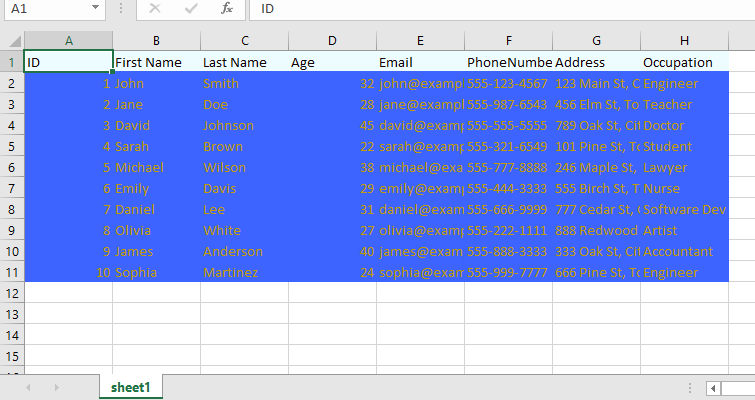 A1 fx ID
A B C D E F G H
1 ID First Name Last Name Age Email PhoneNumbe Address Occupation
2 1 John Smith 32 john@examp 555-123-4567 123 Main St, C Engineer
3 2 Jane Doe 28 jane@exampl 555-987-6543 456 Elm St, To Teacher
4 3 David Johnson 45 david@examp 555-555-5555 789 Oak St, Cit Doctor
5 4 Sarah Brown 22 sarah@examp 555-321-6549 101 Pine St, To Student
6 5 Michael Wilson 38 michael@exa 555-777-8888 246 Maple St, Lawyer
7 6 Emily Davis 29 emily@examp 555-444-3333 555 Birch St, T Nurse
8 7 Daniel Lee 31 daniel@exam 555-666-9999 777 Cedar St, Software Dev
9 8 Olivia White 27 olivia@examp 555-222-1111 888 Redwood Artist
10 9 James Anderson 40 james@exam 555-888-3333 333 Oak St, Cit Accountant
11 10 Sophia Martinez 24 sophia@exam 555-999-7777 666 Pine St, To Engineer
12
13
14
15
sheet1